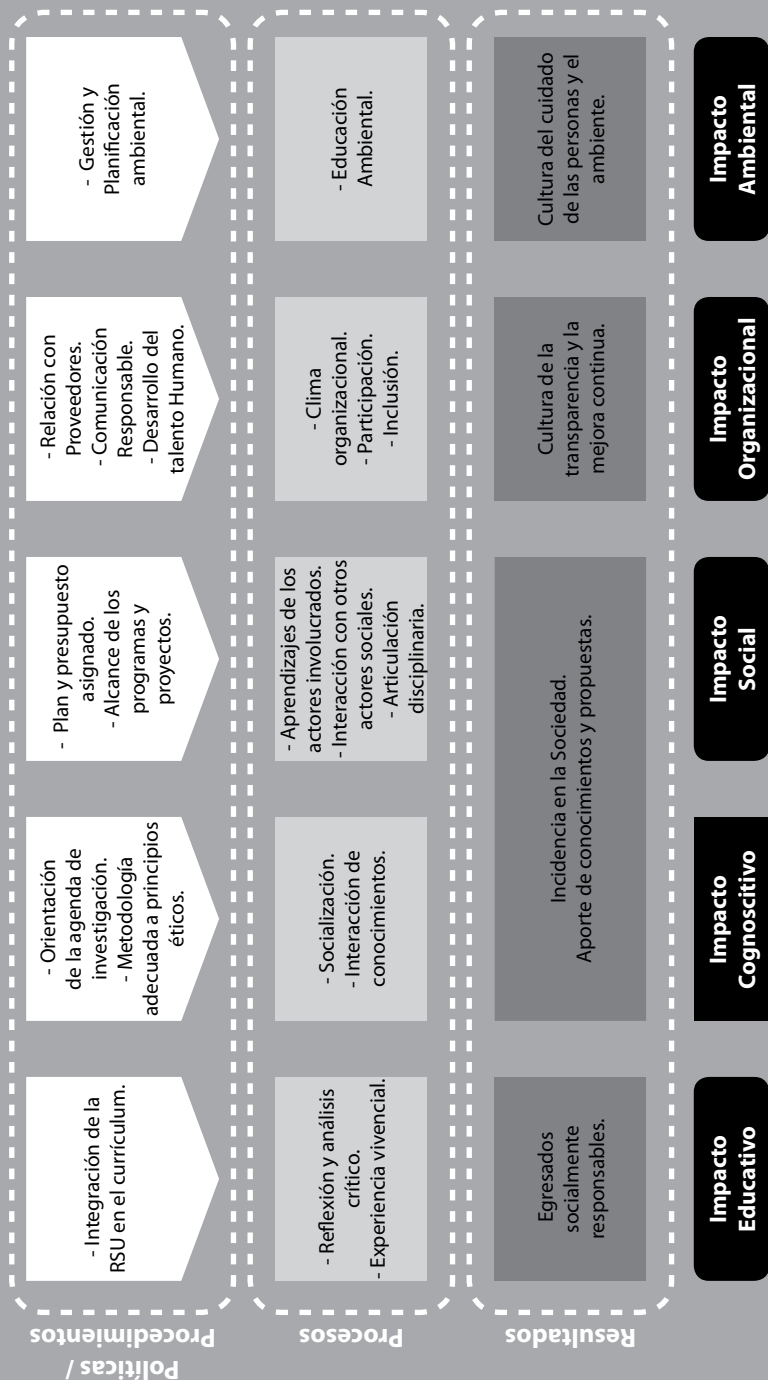 Políticas /
Procedimientos
- Integración de la
RSU en el currículum.
- Orientación
de la agenda de
investigación.
- Metodología
adecuada a principios
éticos.
- Plan y presupuesto
asignado.
- Alcance de los
programas y
proyectos.
- Relación con
Proveedores.
- Comunicación
Responsable.
- Desarrollo del
talento Humano.
- Gestión y
Planificación
ambiental.
Procesos
- Reflexión y análisis
crítico.
- Experiencia vivencial.
- Socialización.
- Interacción de
conocimientos.
- Aprendizajes de los
actores involucrados.
- Interacción con otros
actores sociales.
- Articulación
disciplinaria.
- Clima
organizacional.
- Participación.
- Inclusión.
- Educación
Ambiental.
Resultados
Egresados
socialmente
responsables.
Incidencia en la Sociedad.
Aporte de conocimientos y propuestas.
Cultura de la
transparencia y la
mejora continua.
Cultura del cuidado
de las personas y el
ambiente.
Impacto
Educativo
Impacto
Cognoscitivo
Impacto
Social
Impacto
Organizacional
Impacto
Ambiental